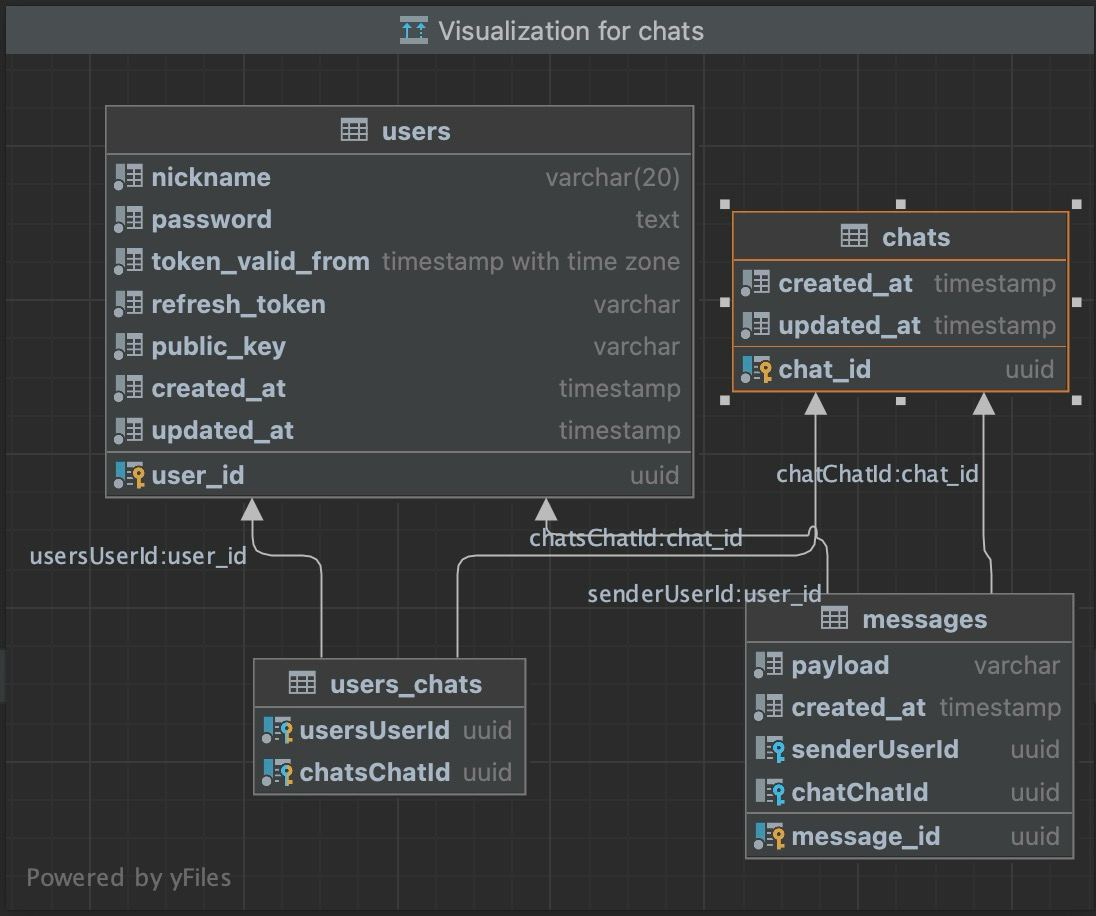 Visualization for chats
users
nickname varchar(20)
password text
token_valid_from timestamp with time zone
refresh_token varchar
public_key varchar
created_at timestamp
updated_at timestamp
user_id uuid
chats
created_at timestamp
updated_at timestamp
chat_id uuid
chatChatId:chat_id
usersUserId:user_id
chatsChatId:chat_id
senderUserId:user_id
users_chats
usersUserId uuid
chatsChatId uuid
messages
payload varchar
created_at timestamp
senderUserId uuid
chatChatId uuid
message_id uuid
Powered by yFiles